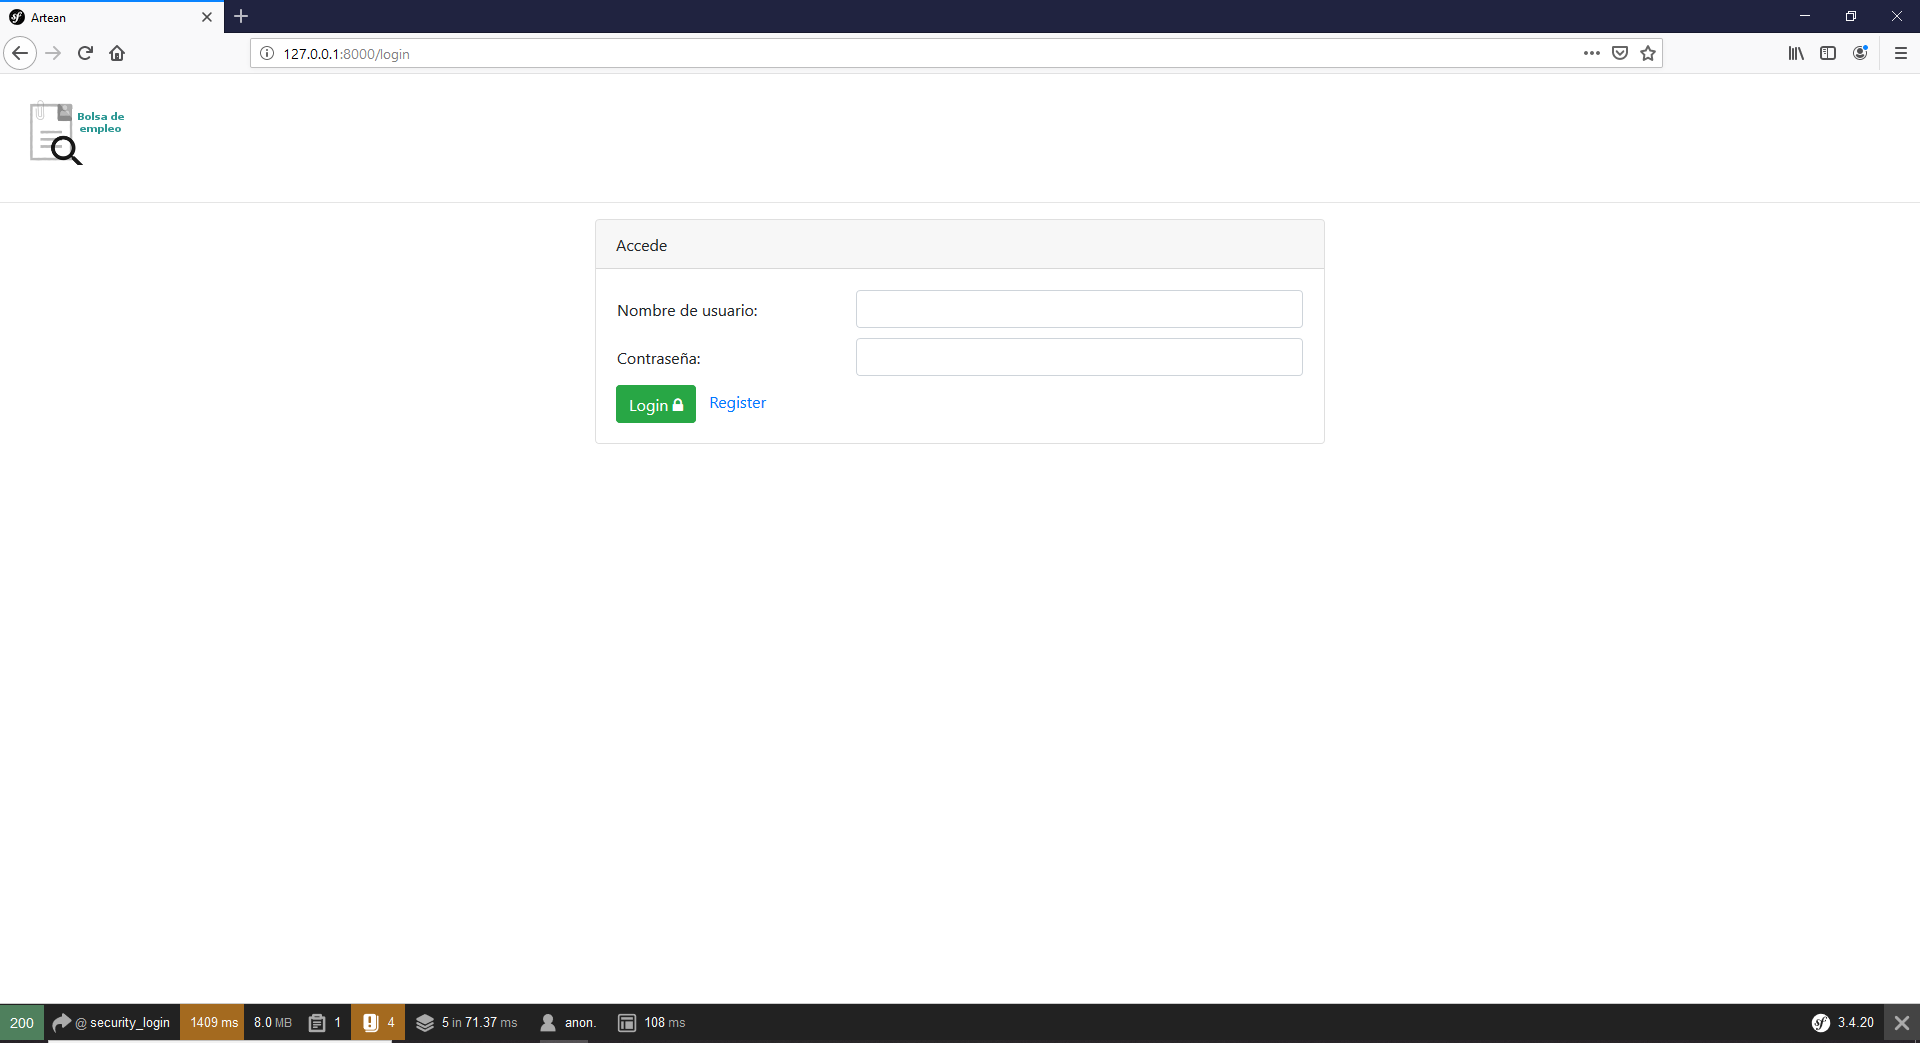 Artean
127.0.0.1:8000/login
Bolsa de
empleo
Accede
Nombre de usuario:
Contraseña:
Login Register
200 @ security_login 1409 ms 8.0 MB 1 4 5 in 71.37 ms anon. 108 ms 3.4.20